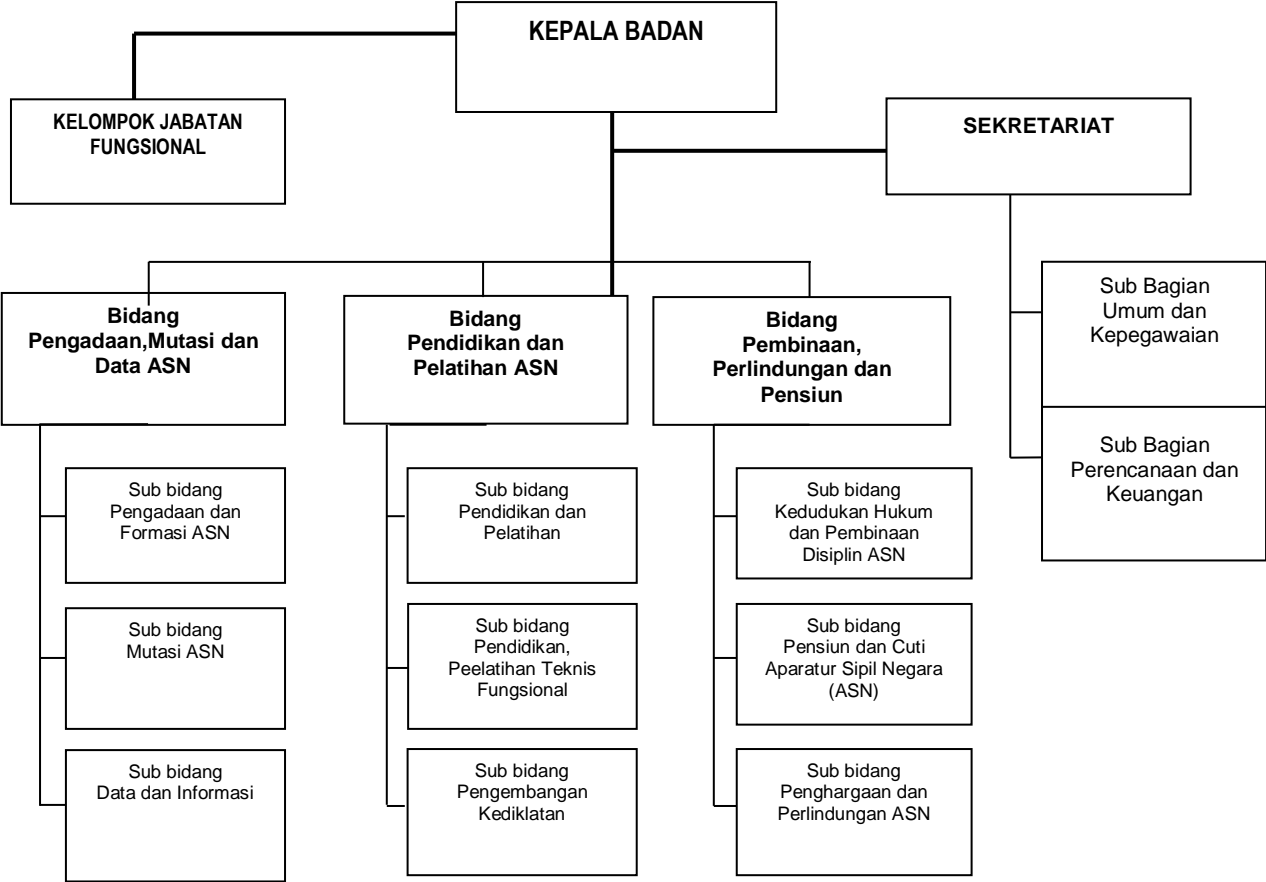 KEPALA BADAN
KELOMPOK JABATAN
FUNGSIONAL
SEKRETARIAT
Bidang
Pengadaan,Mutasi dan
Data ASN
Bidang
Pendidikan dan
Pelatihan ASN
Bidang
Pembinaan,
Perlindungan dan
Pensiun
Sub Bagian
Umum dan
Kepegawaian
Sub Bagian
Perencanaan dan
Keuangan
Sub bidang
Pengadaan dan
Formasi ASN
Sub bidang
Pendidikan dan
Pelatihan
Sub bidang
Kedudukan Hukum
dan Pembinaan
Disiplin ASN
Sub bidang
Mutasi ASN
Sub bidang
Pendidikan,
Peelatihan Teknis
Fungsional
Sub bidang
Pensiun dan Cuti
Aparatur Sipil Negara
(ASN)
Sub bidang
Data dan Informasi
Sub bidang
Pengembangan
Kediklatan
Sub bidang
Penghargaan dan
Perlindungan ASN